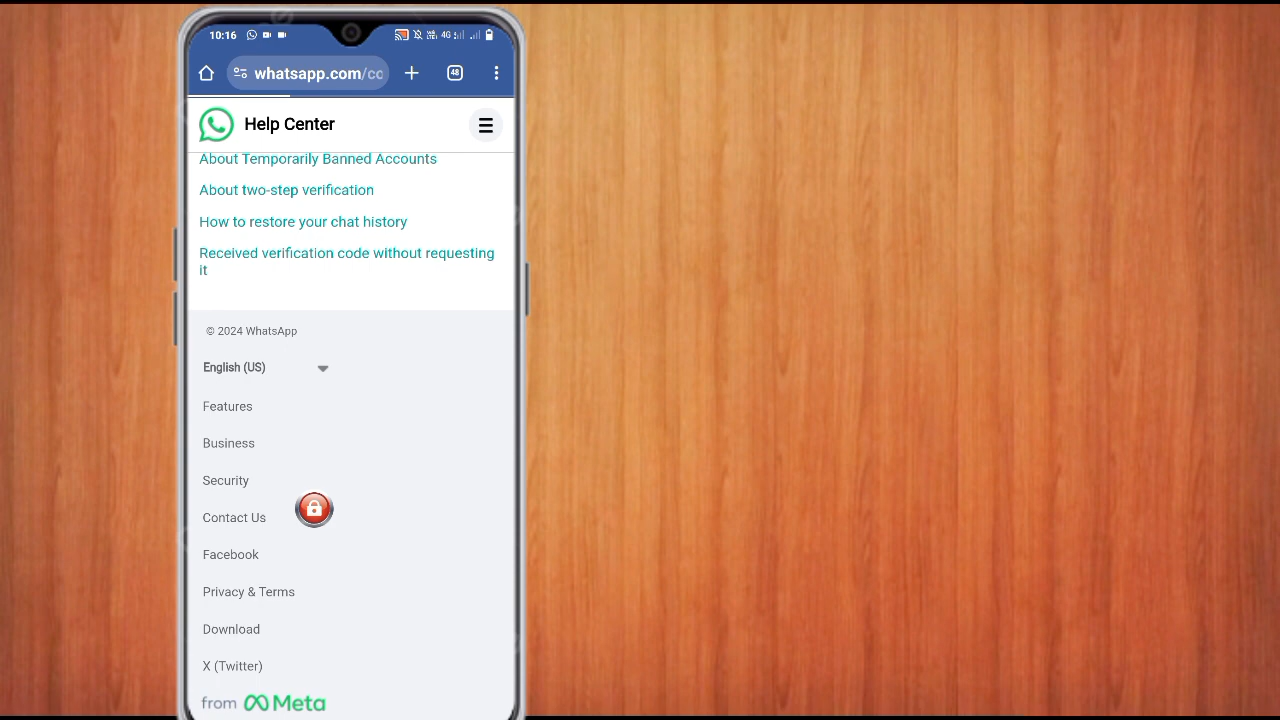 10:16
4G
whatsapp.com/co
48
Help Center
About Temporarily Banned Accounts
About two-step verification
How to restore your chat history
Received verification code without requesting
it
© 2024 WhatsApp
English (US)
Features
Business
Security
Contact Us
Facebook
Privacy & Terms
Download
X (Twitter)
from Meta